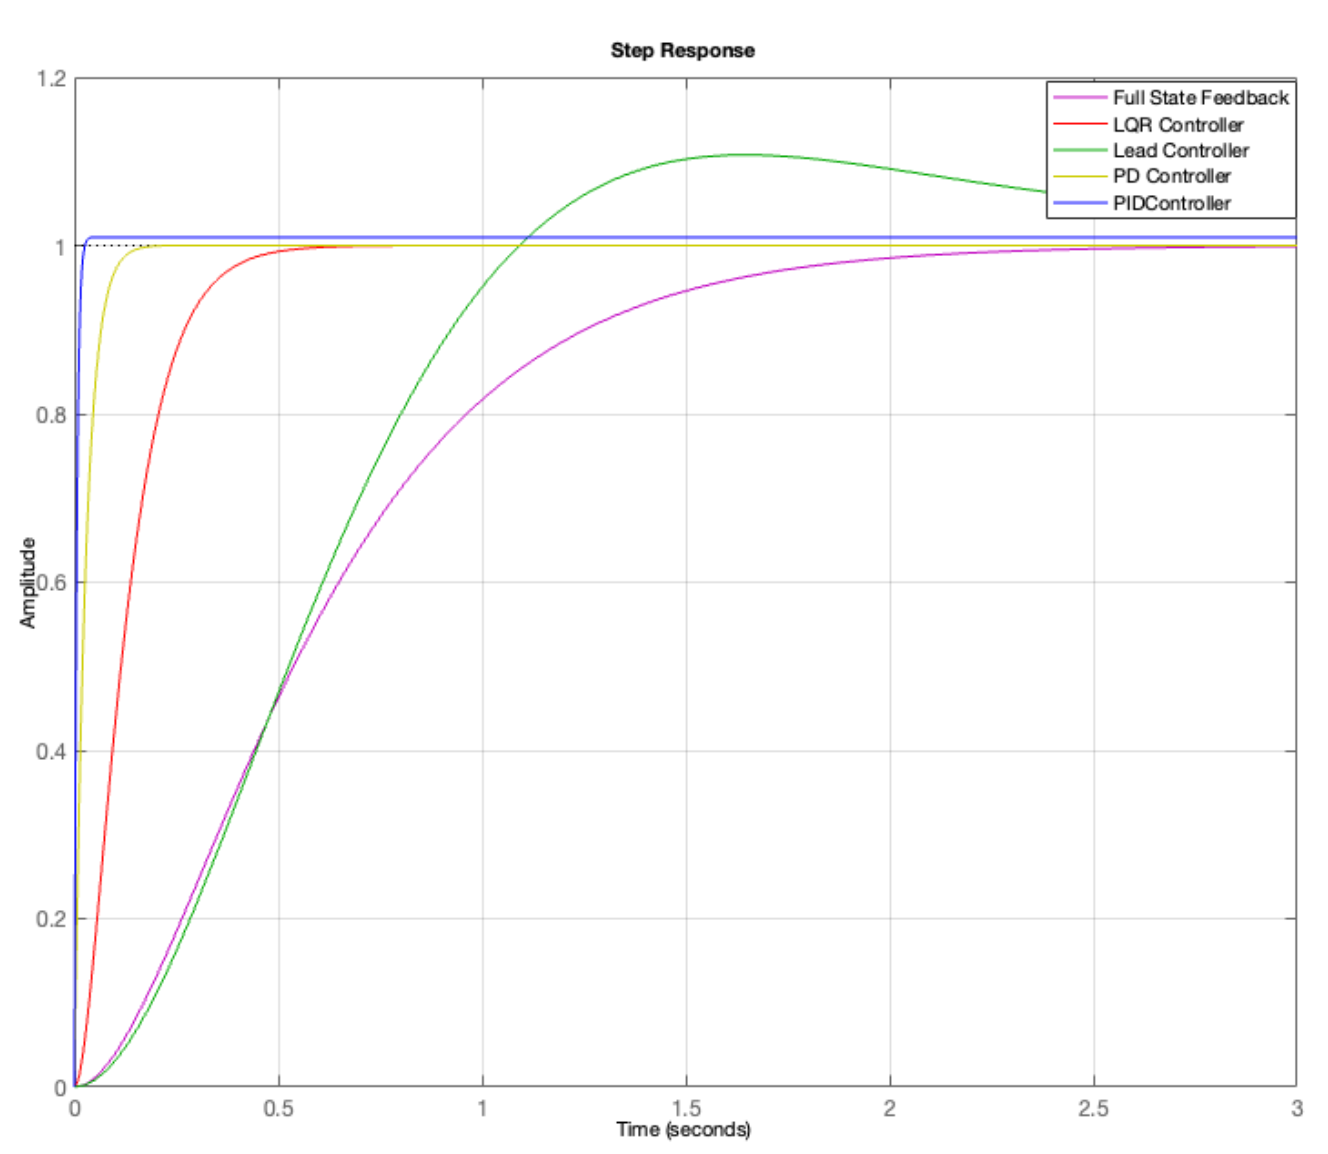 Step Response
1.2
1
0.8
0.6
0.4
0.2
0
Amplitude
Full State Feedback
LQR Controller
Lead Controller
PD Controller
PIDController
0
0.5
1
1.5
2
2.5
3
Time (seconds)